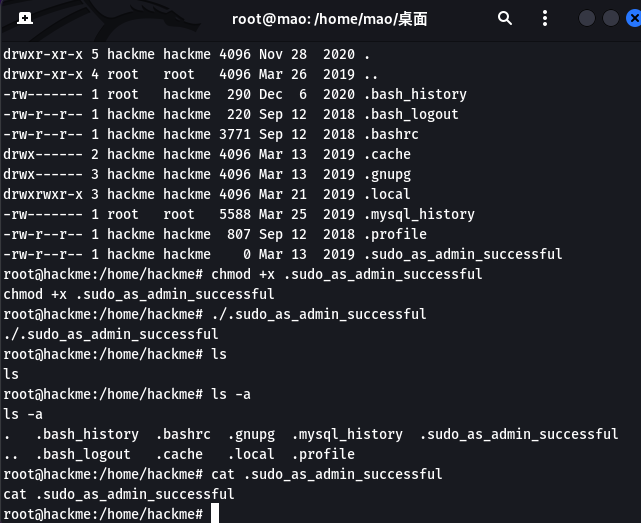 root@mao: /home/mao/桌面
drwxr-xr-x 5 hackme hackme 4096 Nov 28  2020 .
drwxr-xr-x 4 root   root   4096 Mar 26  2019 ..
-rw------- 1 root   hackme  290 Dec  6  2020 .bash_history
-rw-r--r-- 1 hackme hackme  220 Sep 12  2018 .bash_logout
-rw-r--r-- 1 hackme hackme 3771 Sep 12  2018 .bashrc
drwx------ 2 hackme hackme 4096 Mar 13  2019 .cache
drwx------ 3 hackme hackme 4096 Mar 13  2019 .gnupg
drwxrwxr-x 3 hackme hackme 4096 Mar 21  2019 .local
-rw------- 1 root   root   5588 Mar 25  2019 .mysql_history
-rw-r--r-- 1 hackme hackme  807 Sep 12  2018 .profile
-rw-r--r-- 1 hackme hackme    0 Mar 13  2019 .sudo_as_admin_successful
root@hackme:/home/hackme# chmod +x .sudo_as_admin_successful
chmod +x .sudo_as_admin_successful
root@hackme:/home/hackme# ./.sudo_as_admin_successful
./.sudo_as_admin_successful
root@hackme:/home/hackme# ls
ls
root@hackme:/home/hackme# ls -a
ls -a
.   .bash_history  .bashrc  .gnupg  .mysql_history  .sudo_as_admin_successful
..  .bash_logout   .cache   .local  .profile
root@hackme:/home/hackme# cat .sudo_as_admin_successful
cat .sudo_as_admin_successful
root@hackme:/home/hackme#